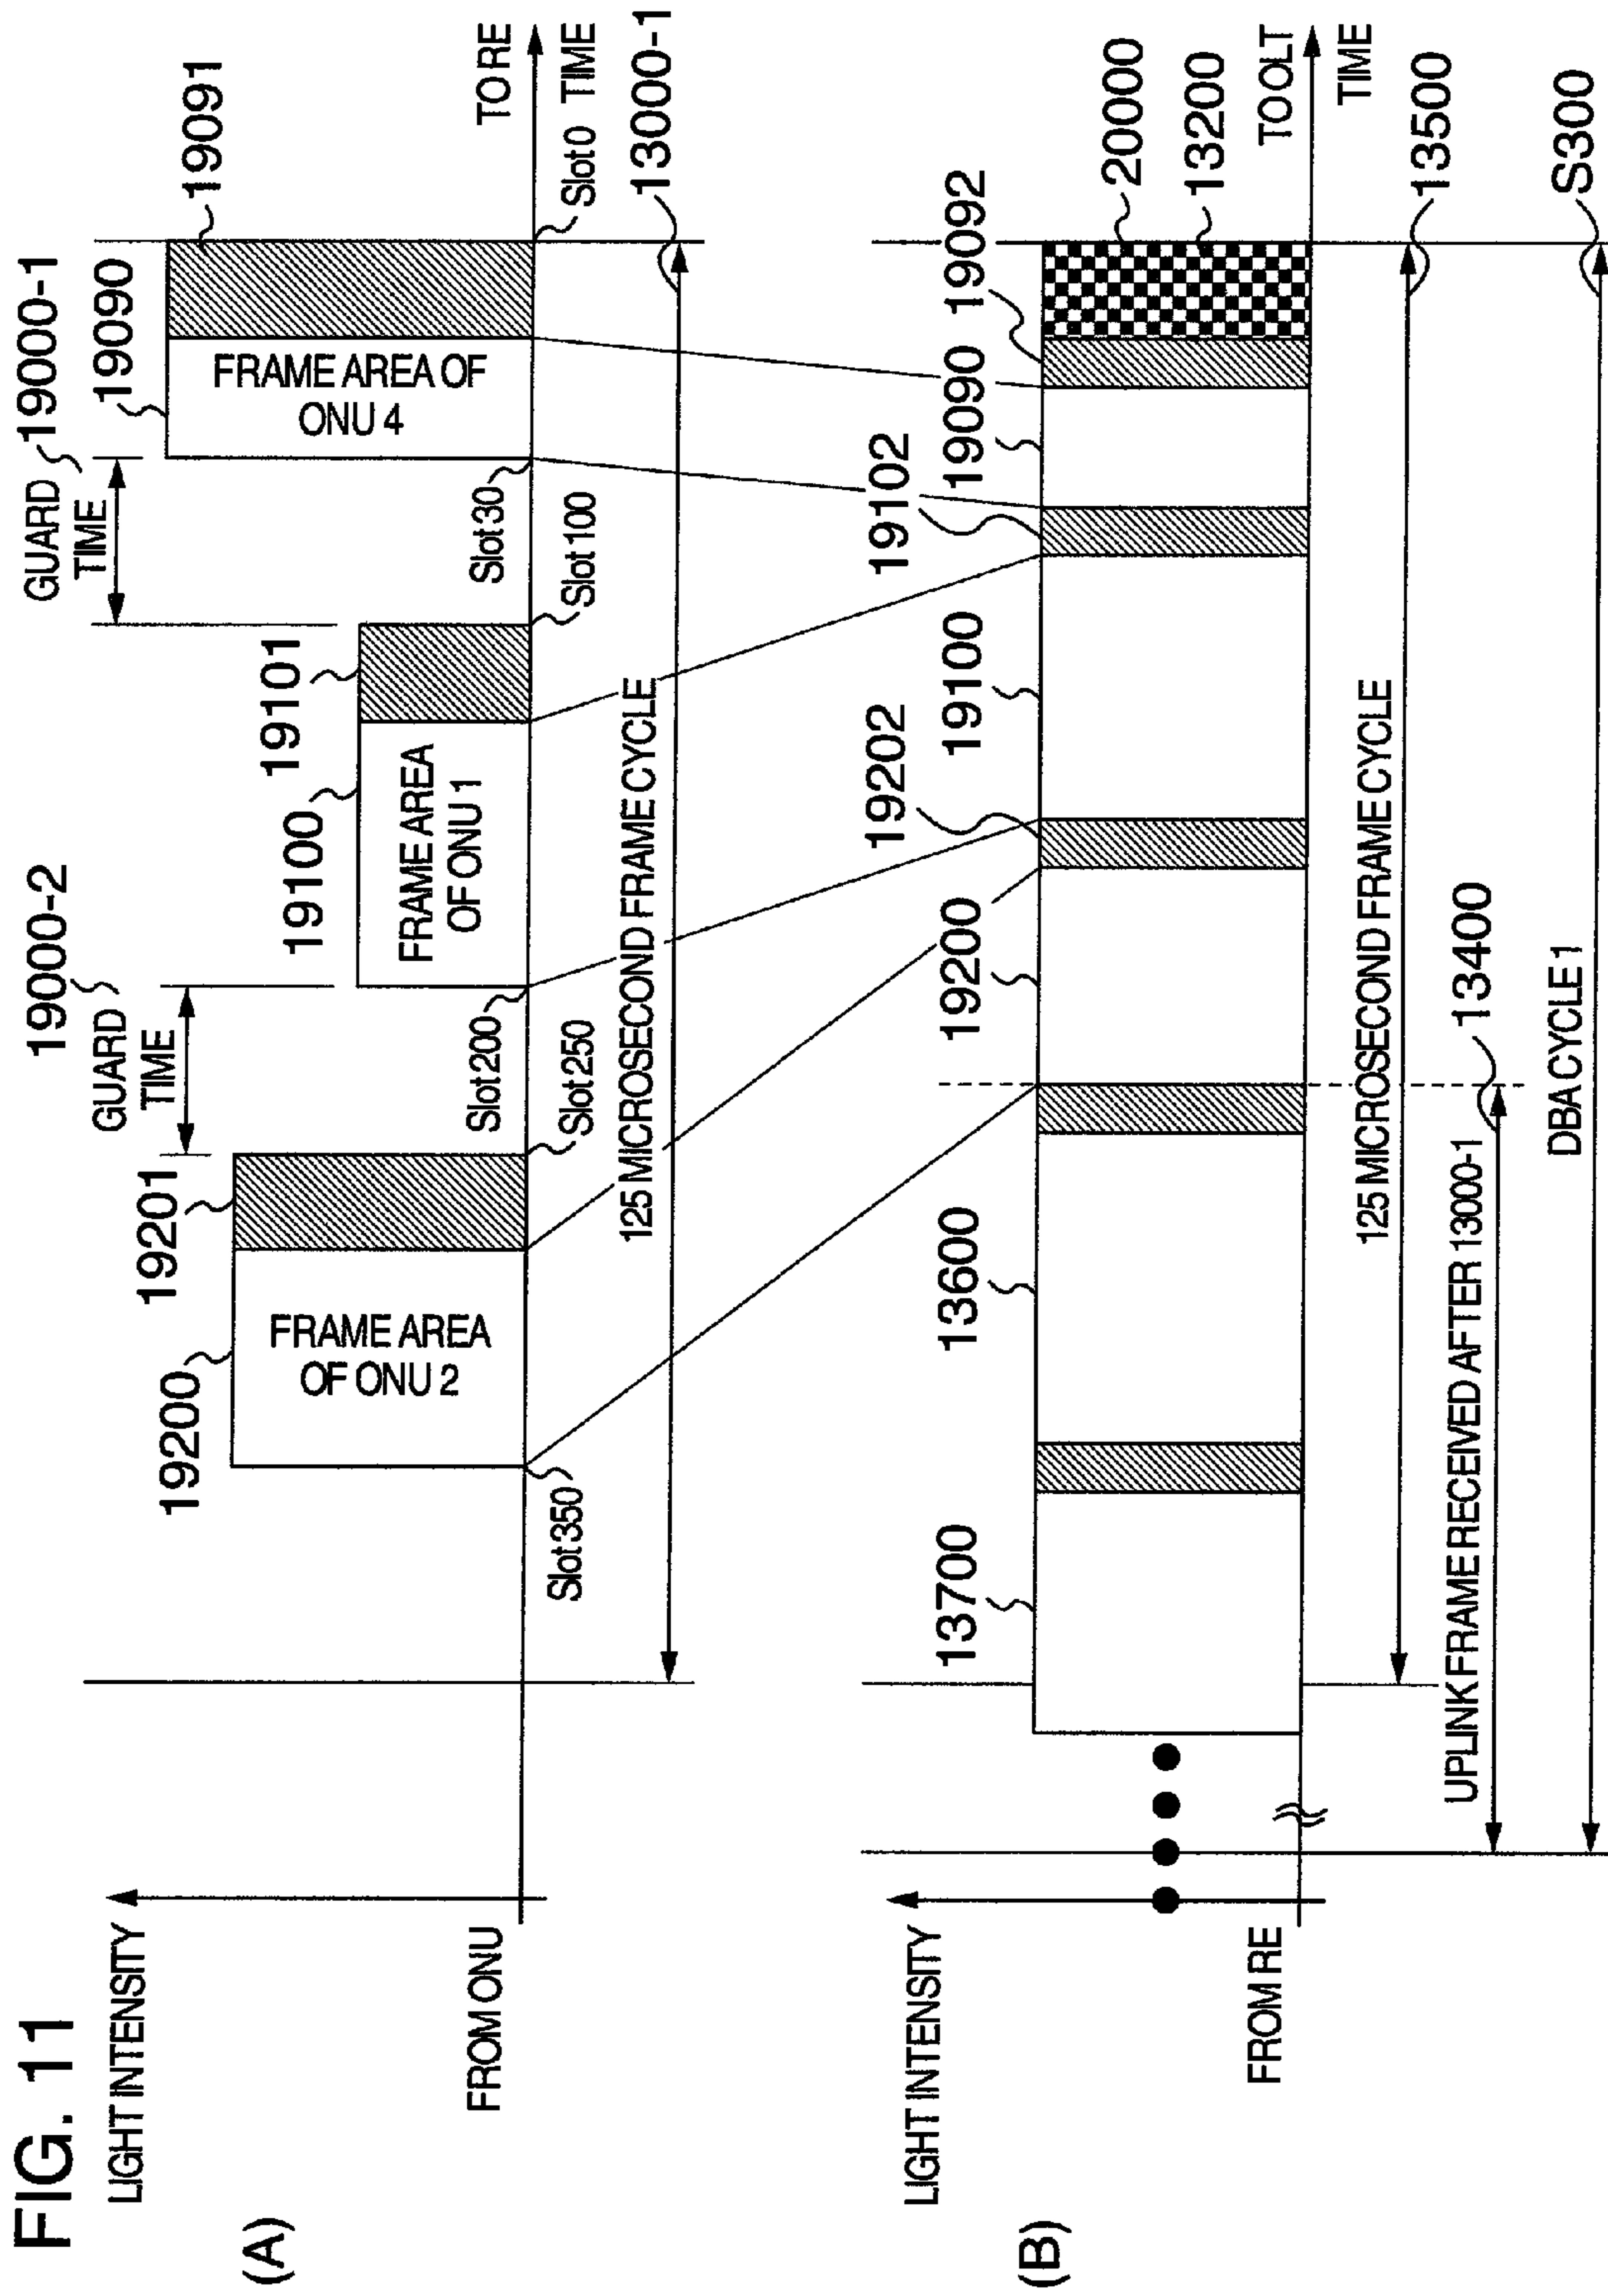 FIG. 11
(A)
LIGHT INTENSITY
FROM ONU
19000-2
GUARD
TIME
19000-1
GUARD
TIME
19200
19201
19100
19101
19090
19091
FRAME AREA
OF ONU 2
FRAME AREA
OF ONU 1
FRAME AREA OF
ONU 4
TO RE
TIME
Slot 350
Slot 250
Slot 200
Slot 100
Slot 30
Slot 0
125 MICROSECOND FRAME CYCLE
13000-1
(B)
LIGHT INTENSITY
FROM RE
13700
13600
19200
19202
19100
19102
19090
19092
20000
13200
TO OLT
TIME
125 MICROSECOND FRAME CYCLE
13500
UPLINK FRAME RECEIVED AFTER 13000-1
13400
DBA CYCLE 1
S300